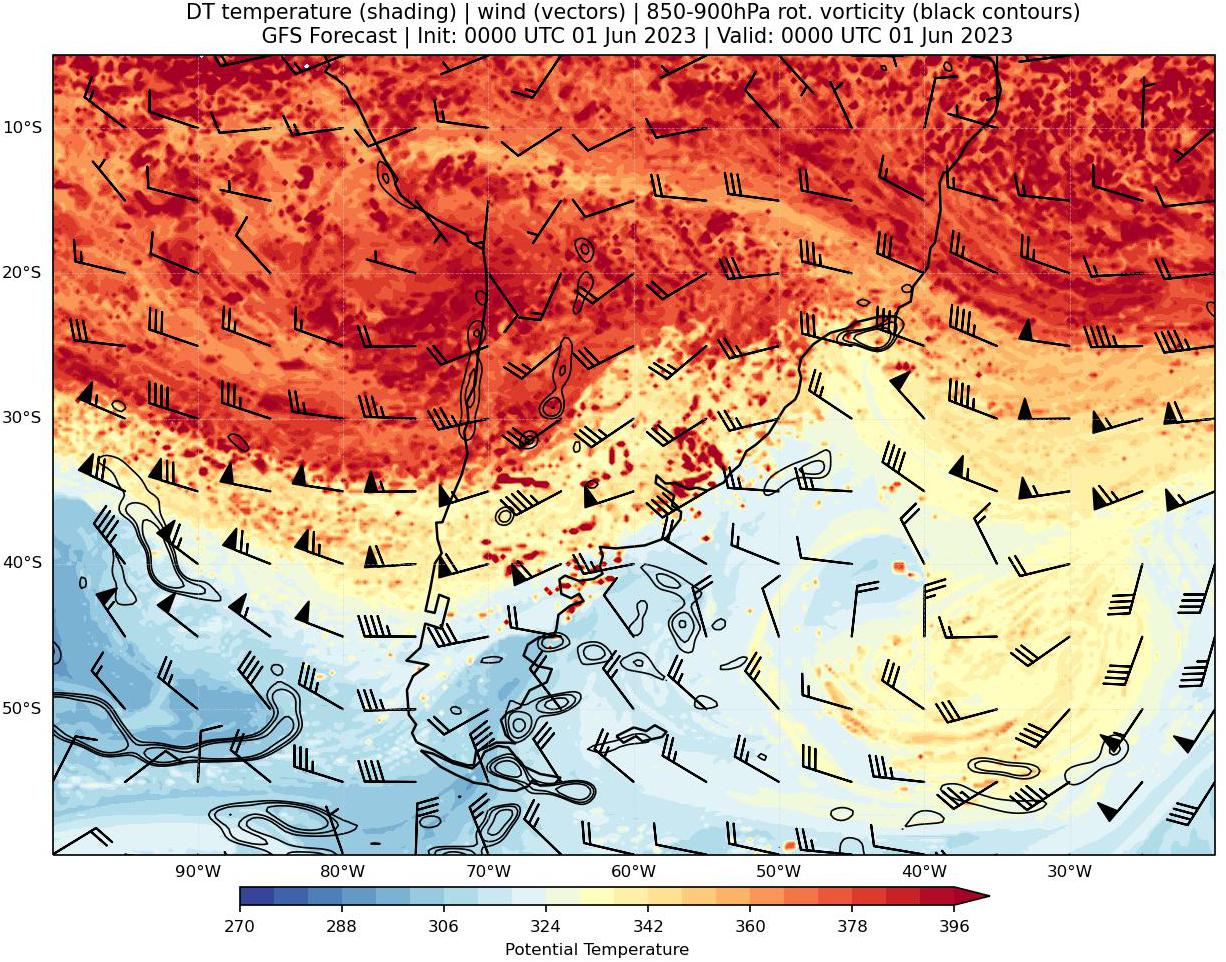 DT temperature (shading) | wind (vectors) | 850-900hPa rot. vorticity (black contours)
GFS Forecast | Init: 0000 UTC 01 Jun 2023 | Valid: 0000 UTC 01 Jun 2023
10°S
20°S
30°S
40°S
50°S
90°W 80°W 70°W 60°W 50°W 40°W 30°W
270 288 306 324 342 360 378 396
Potential Temperature